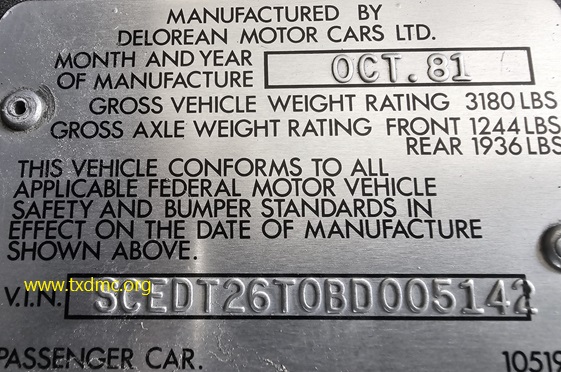 MANUFACTURED BY
DELOREAN MOTOR CARS LTD.
MONTH AND YEAR
OF MANUFACTURE OCT. 81
GROSS VEHICLE WEIGHT RATING 3180 LBS
GROSS AXLE WEIGHT RATING FRONT 1244 LBS
REAR 1936 LBS
THIS VEHICLE CONFORMS TO ALL
APPLICABLE FEDERAL MOTOR VEHICLE
SAFETY AND BUMPER STANDARDS IN
EFFECT ON THE DATE OF MANUFACTURE
SHOWN ABOVE.
www.txdmc.org
V.I.N. SCEDT26T0BD005142
PASSENGER CAR. 10519